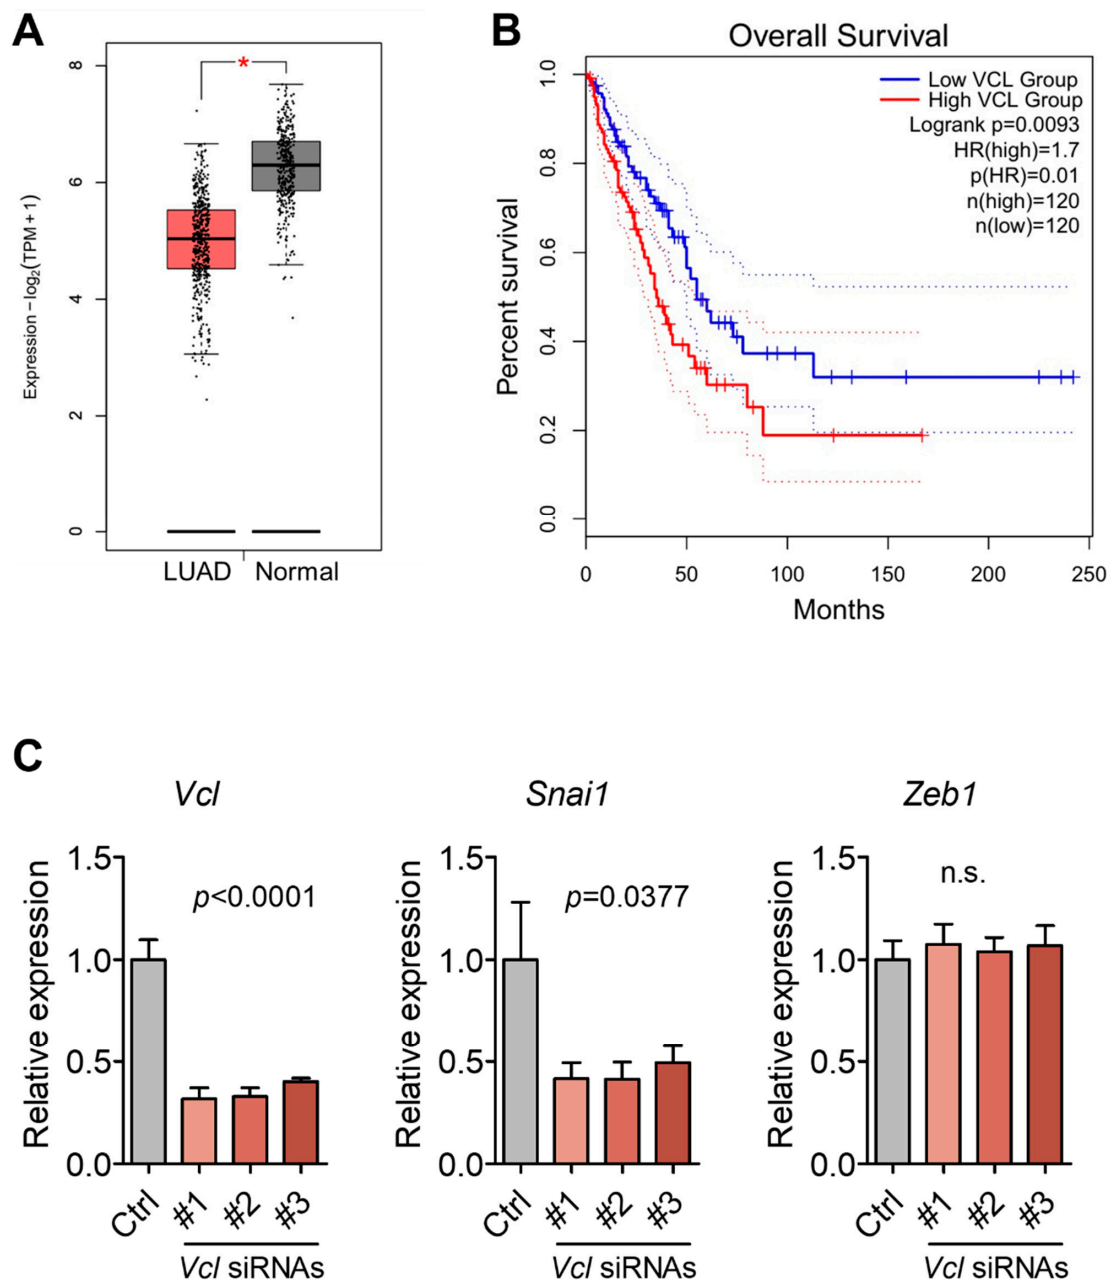 A
Expression −log₂(TPM + 1)
8
6
4
2
0
*
LUAD
Normal
B
Overall Survival
Percent survival
1.0
0.8
0.6
0.4
0.2
0.0
Low VCL Group
High VCL Group
Logrank p=0.0093
HR(high)=1.7
p(HR)=0.01
n(high)=120
n(low)=120
0
50
100
150
200
250
Months
C
Vcl
Relative expression
1.5
1.0
0.5
0.0
p<0.0001
Ctrl
#1
#2
#3
Vcl siRNAs
Snai1
Relative expression
1.5
1.0
0.5
0.0
p=0.0377
Ctrl
#1
#2
#3
Vcl siRNAs
Zeb1
Relative expression
1.5
1.0
0.5
0.0
n.s.
Ctrl
#1
#2
#3
Vcl siRNAs